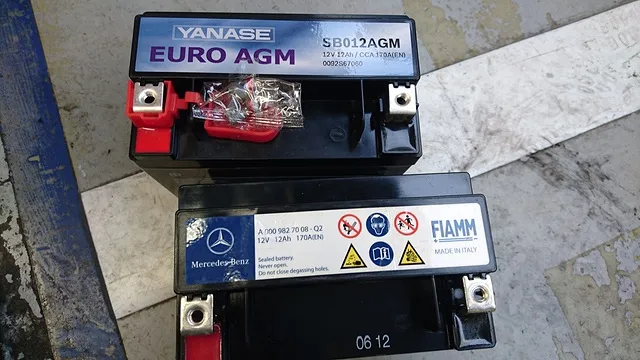 YANASE
EURO AGM
SB012AGM
12V 12Ah / CCA 170A(EN)
0092S67060
Mercedes-Benz
A 000 982 70 08 - Q2
12V 12Ah 170A(EN)
Sealed battery.
Never open.
Do not close degassing holes.
FIAMM
MADE IN ITALY
06 12